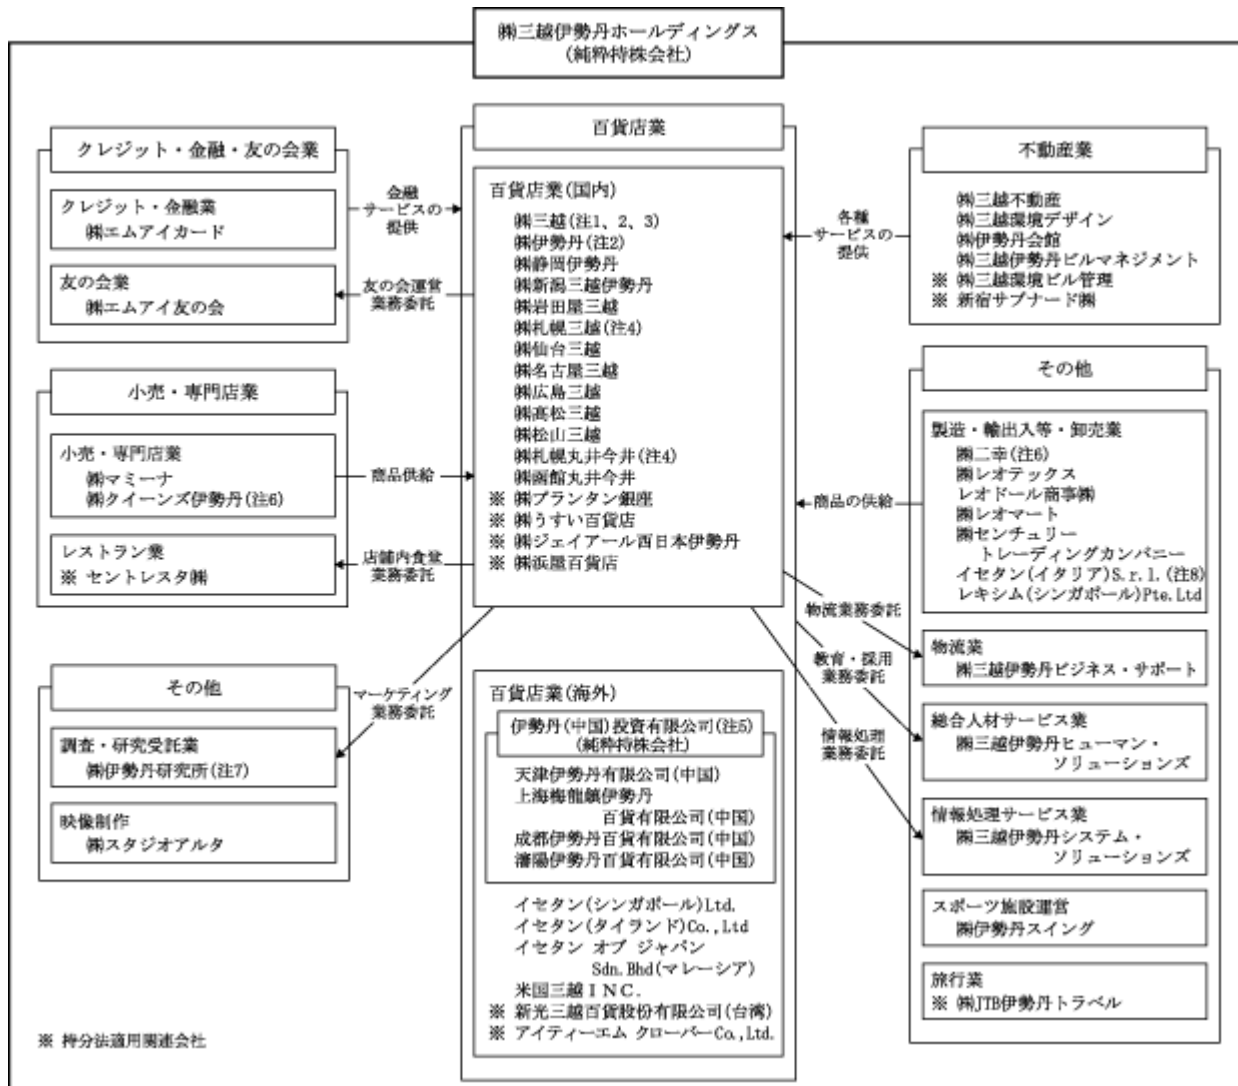 ㈱三越伊勢丹ホールディングス
(純粋持株会社)
クレジット・金融・友の会業
クレジット・金融業
㈱エムアイカード
友の会業
㈱エムアイ友の会
金融
サービスの
提供
友の会運営
業務委託
小売・専門店業
小売・専門店業
㈱マミーナ
㈱クイーンズ伊勢丹(注6)
レストラン業
※ セントレスタ㈱
商品供給
店舗内食堂
業務委託
その他
調査・研究受託業
㈱伊勢丹研究所(注7)
映像制作
㈱スタジオアルタ
マーケティング
業務委託
百貨店業
百貨店業(国内)
㈱三越(注1、2、3)
㈱伊勢丹(注2)
㈱静岡伊勢丹
㈱新潟三越伊勢丹
㈱岩田屋三越
㈱札幌三越(注4)
㈱仙台三越
㈱名古屋三越
㈱広島三越
㈱高松三越
㈱松山三越
㈱札幌丸井今井(注4)
㈱函館丸井今井
※ ㈱プランタン銀座
※ ㈱うすい百貨店
※ ㈱ジェイアール西日本伊勢丹
※ ㈱浜屋百貨店
百貨店業(海外)
伊勢丹(中国)投資有限公司(注5)
(純粋持株会社)
天津伊勢丹有限公司(中国)
上海梅龍鎮伊勢丹
百貨有限公司(中国)
成都伊勢丹百貨有限公司(中国)
瀋陽伊勢丹百貨有限公司(中国)
イセタン(シンガポール)Ltd.
イセタン(タイランド)Co.,Ltd
イセタン オブ ジャパン
Sdn.Bhd(マレーシア)
米国三越ＩＮＣ.
※ 新光三越百貨股份有限公司(台湾)
※ アイティーエム クローバーCo.,Ltd.
各種
サービスの
提供
商品の供給
物流業務委託
教育・採用
業務委託
情報処理
業務委託
不動産業
㈱三越不動産
㈱三越環境デザイン
㈱伊勢丹会館
㈱三越伊勢丹ビルマネジメント
※ ㈱三越環境ビル管理
※ 新宿サブナード㈱
その他
製造・輸出入等・卸売業
㈱二幸(注6)
㈱レオテックス
レオドール商事㈱
㈱レオマート
㈱センチュリー
トレーディングカンパニー
イセタン(イタリア)S.r.l.(注8)
レキシム(シンガポール)Pte.Ltd
物流業
㈱三越伊勢丹ビジネス・サポート
総合人材サービス業
㈱三越伊勢丹ヒューマン・
ソリューションズ
情報処理サービス業
㈱三越伊勢丹システム・
ソリューションズ
スポーツ施設運営
㈱伊勢丹スイング
旅行業
※ ㈱JTB伊勢丹トラベル
※ 持分法適用関連会社